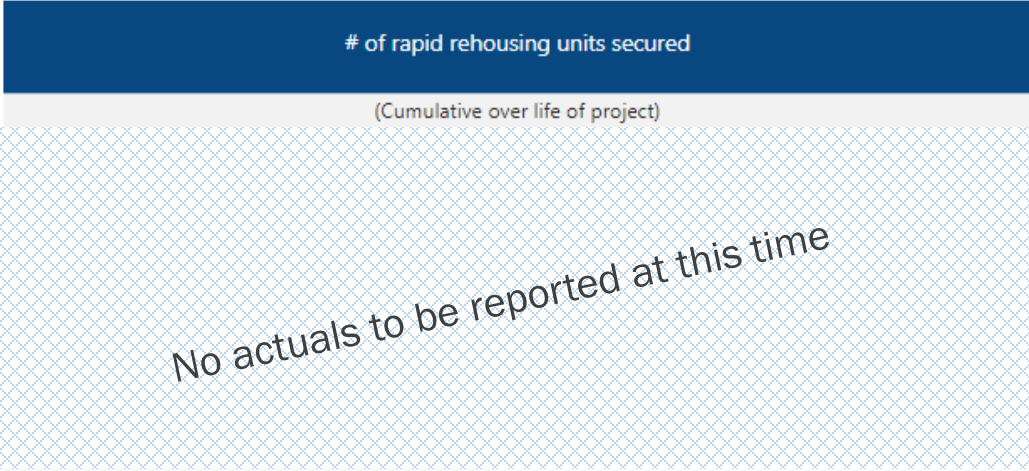 # of rapid rehousing units secured
(Cumulative over life of project)
No actuals to be reported at this time